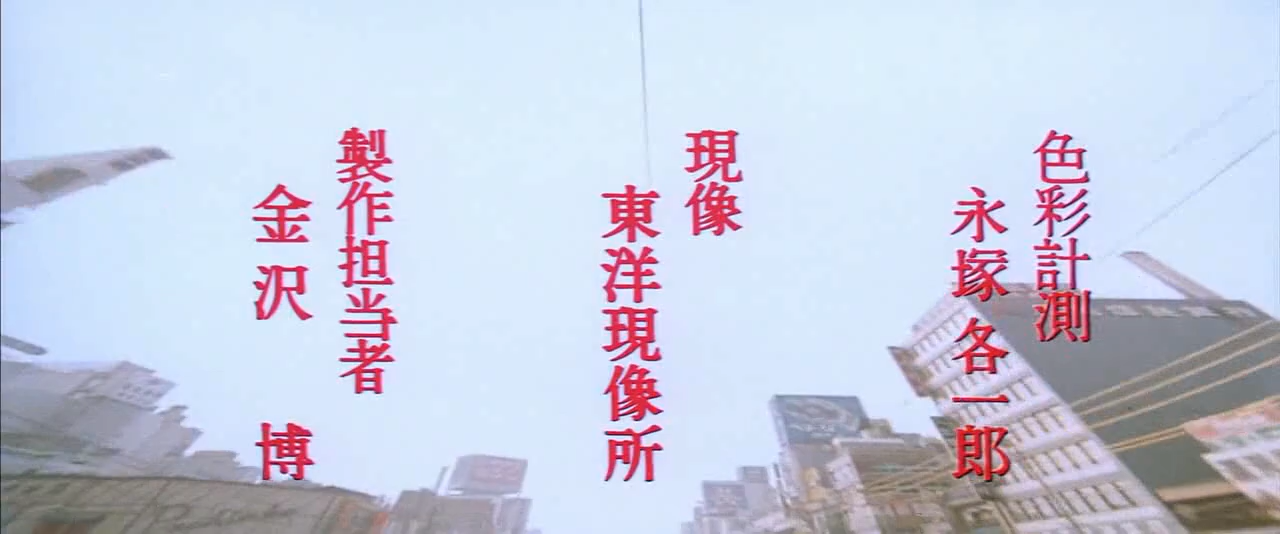 色彩計測
永塚各一郎
現像
東洋現像所
製作担当者
金沢 博